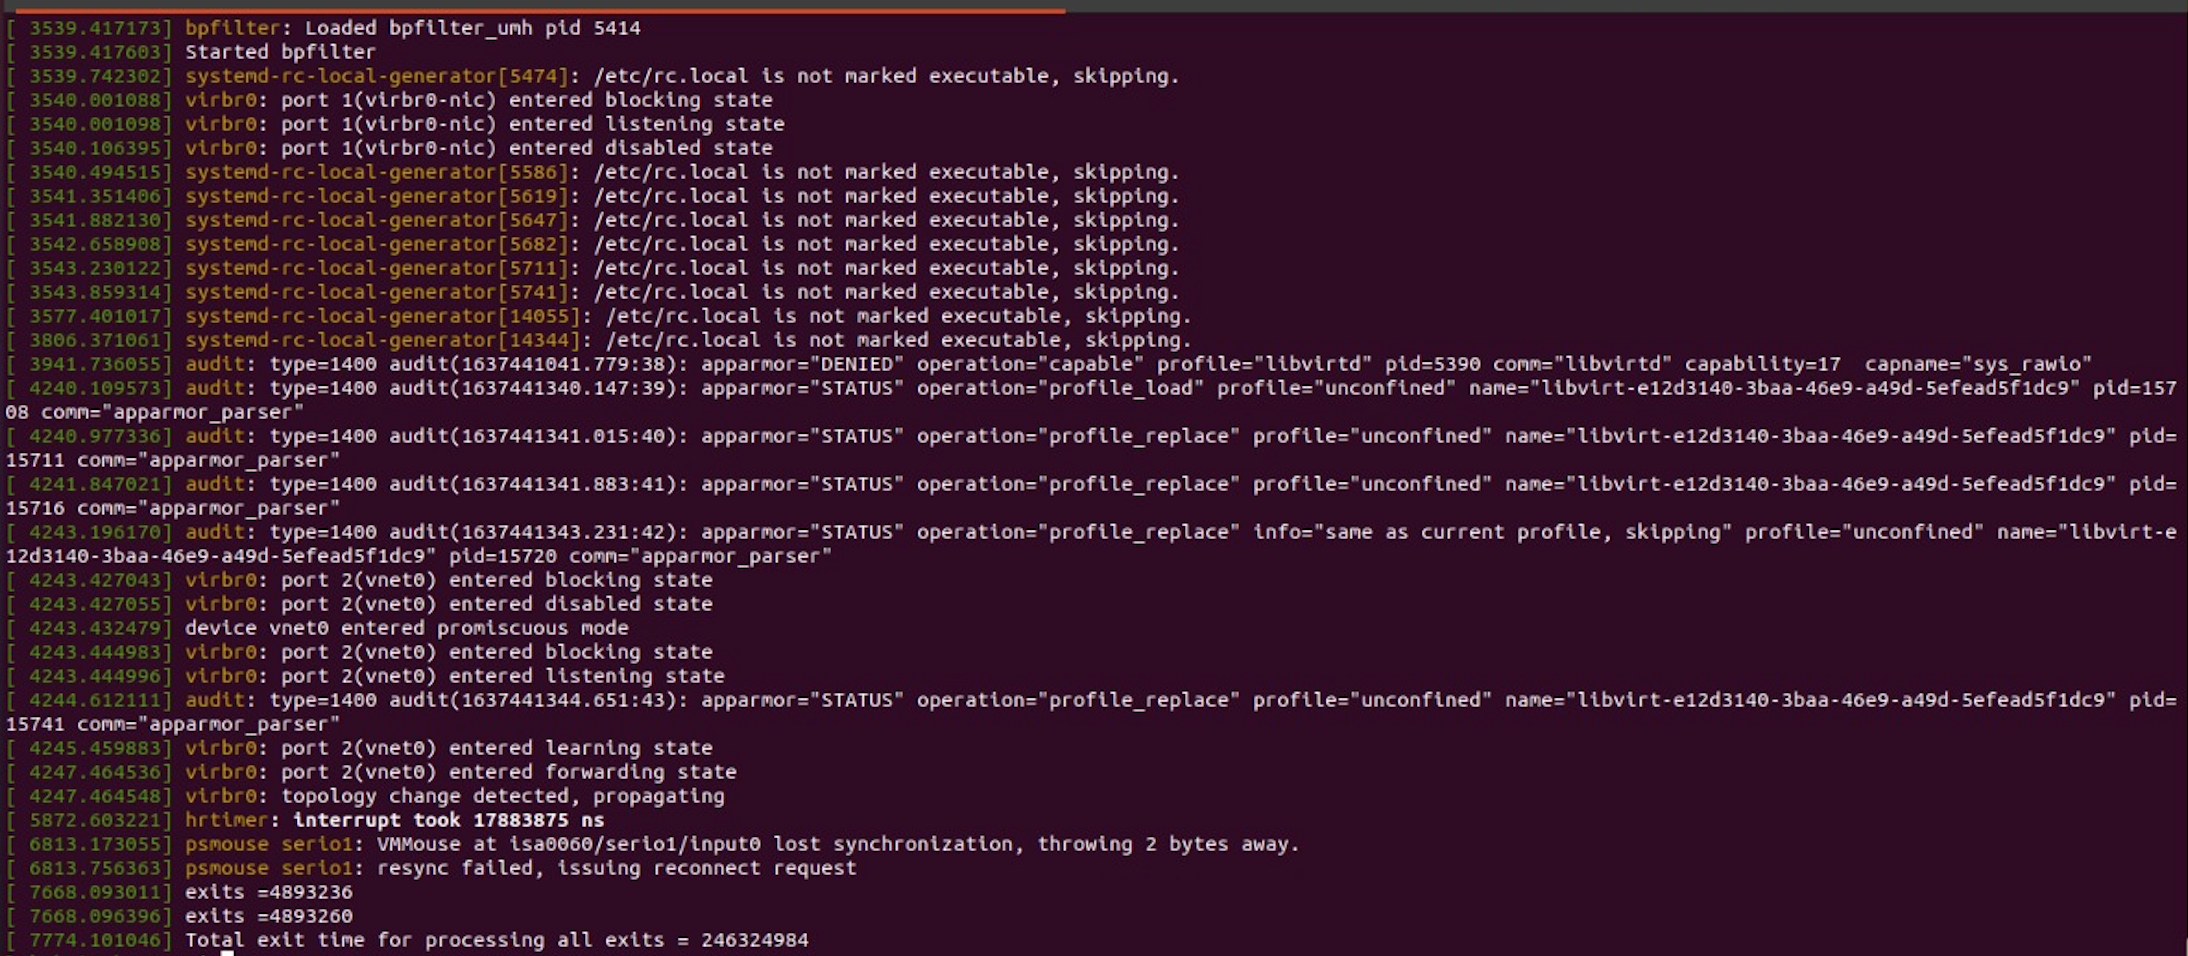 [ 3539.417173] bpfilter: Loaded bpfilter_umh pid 5414
[ 3539.417603] Started bpfilter
[ 3539.742302] systemd-rc-local-generator[5474]: /etc/rc.local is not marked executable, skipping.
[ 3540.001088] virbr0: port 1(virbr0-nic) entered blocking state
[ 3540.001098] virbr0: port 1(virbr0-nic) entered listening state
[ 3540.106395] virbr0: port 1(virbr0-nic) entered disabled state
[ 3540.494515] systemd-rc-local-generator[5586]: /etc/rc.local is not marked executable, skipping.
[ 3541.351406] systemd-rc-local-generator[5619]: /etc/rc.local is not marked executable, skipping.
[ 3541.882130] systemd-rc-local-generator[5647]: /etc/rc.local is not marked executable, skipping.
[ 3542.658908] systemd-rc-local-generator[5682]: /etc/rc.local is not marked executable, skipping.
[ 3543.230122] systemd-rc-local-generator[5711]: /etc/rc.local is not marked executable, skipping.
[ 3543.859314] systemd-rc-local-generator[5741]: /etc/rc.local is not marked executable, skipping.
[ 3577.401017] systemd-rc-local-generator[14055]: /etc/rc.local is not marked executable, skipping.
[ 3806.371061] systemd-rc-local-generator[14344]: /etc/rc.local is not marked executable, skipping.
[ 3941.736055] audit: type=1400 audit(1637441041.779:38): apparmor="DENIED" operation="capable" profile="libvirtd" pid=5390 comm="libvirtd" capability=17  capname="sys_rawio"
[ 4240.109573] audit: type=1400 audit(1637441340.147:39): apparmor="STATUS" operation="profile_load" profile="unconfined" name="libvirt-e12d3140-3baa-46e9-a49d-5efead5f1dc9" pid=157
08 comm="apparmor_parser"
[ 4240.977336] audit: type=1400 audit(1637441341.015:40): apparmor="STATUS" operation="profile_replace" profile="unconfined" name="libvirt-e12d3140-3baa-46e9-a49d-5efead5f1dc9" pid=
15711 comm="apparmor_parser"
[ 4241.847021] audit: type=1400 audit(1637441341.883:41): apparmor="STATUS" operation="profile_replace" profile="unconfined" name="libvirt-e12d3140-3baa-46e9-a49d-5efead5f1dc9" pid=
15716 comm="apparmor_parser"
[ 4243.196170] audit: type=1400 audit(1637441343.231:42): apparmor="STATUS" operation="profile_replace" info="same as current profile, skipping" profile="unconfined" name="libvirt-e
12d3140-3baa-46e9-a49d-5efead5f1dc9" pid=15720 comm="apparmor_parser"
[ 4243.427043] virbr0: port 2(vnet0) entered blocking state
[ 4243.427055] virbr0: port 2(vnet0) entered disabled state
[ 4243.432479] device vnet0 entered promiscuous mode
[ 4243.444983] virbr0: port 2(vnet0) entered blocking state
[ 4243.444996] virbr0: port 2(vnet0) entered listening state
[ 4244.612111] audit: type=1400 audit(1637441344.651:43): apparmor="STATUS" operation="profile_replace" profile="unconfined" name="libvirt-e12d3140-3baa-46e9-a49d-5efead5f1dc9" pid=
15741 comm="apparmor_parser"
[ 4245.459883] virbr0: port 2(vnet0) entered learning state
[ 4247.464536] virbr0: port 2(vnet0) entered forwarding state
[ 4247.464548] virbr0: topology change detected, propagating
[ 5872.603221] hrtimer: interrupt took 17883875 ns
[ 6813.173055] psmouse serio1: VMMouse at isa0060/serio1/input0 lost synchronization, throwing 2 bytes away.
[ 6813.756363] psmouse serio1: resync failed, issuing reconnect request
[ 7668.093011] exits =4893236
[ 7668.096396] exits =4893260
[ 7774.101046] Total exit time for processing all exits = 246324984